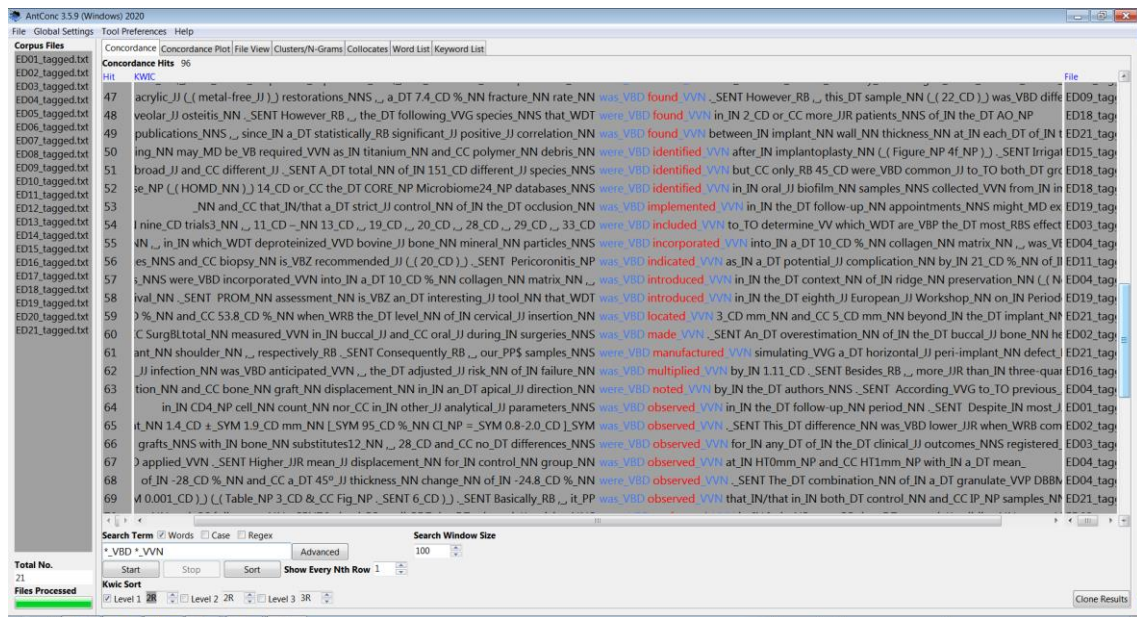 AntConc 3.5.9 (Windows) 2020
File Global Settings Tool Preferences Help
Corpus Files
ED01_tagged.txt
ED02_tagged.txt
ED03_tagged.txt
ED04_tagged.txt
ED05_tagged.txt
ED06_tagged.txt
ED07_tagged.txt
ED08_tagged.txt
ED09_tagged.txt
ED10_tagged.txt
ED11_tagged.txt
ED12_tagged.txt
ED13_tagged.txt
ED14_tagged.txt
ED15_tagged.txt
ED16_tagged.txt
ED17_tagged.txt
ED18_tagged.txt
ED19_tagged.txt
ED20_tagged.txt
ED21_tagged.txt
Total No.
21
Files Processed
Concordance Concordance Plot File View Clusters/N-Grams Collocates Word List Keyword List
Concordance Hits 96
Hit KWIC File
47 acrylic_JJ (_( metal-free_JJ )_) restorations_NNS ,_, a_DT 7.4_CD %_NN fracture_NN rate_NN was_VBD found_VVN ._SENT However_RB ,_, this_DT sample_NN (_( 22_CD )_) was_VBD diffe ED09_tag
48 veolar_JJ osteitis_NN ._SENT However_RB ,_, the_DT following_VVG species_NNS that_WDT were_VBD found_VVN in_IN 2_CD or_CC more_JJR patients_NNS of_IN the_DT AO_NP ED18_tag
49 publications_NNS ,_, since_IN a_DT statistically_RB significant_JJ positive_JJ correlation_NN was_VBD found_VVN between_IN implant_NN wall_NN thickness_NN at_IN each_DT of_IN t ED21_tag
50 ing_NN may_MD be_VB required_VVN as_IN titanium_NN and_CC polymer_NN debris_NN were_VBD identified_VVN after_IN implantoplasty_NN (_( Figure_NP 4f_NP )_) ._SENT Irrigat ED15_tag
51 broad_JJ and_CC different_JJ ._SENT A_DT total_NN of_IN 151_CD different_JJ species_NNS were_VBD identified_VVN but_CC only_RB 45_CD were_VBD common_JJ to_TO both_DT gro ED18_tag
52 se_NP (_( HOMD_NN )_) 14_CD or_CC the_DT CORE_NP Microbiome24_NP databases_NNS were_VBD identified_VVN in_IN oral_JJ biofilm_NN samples_NNS collected_VVN from_IN in ED18_tag
53 _NN and_CC that_IN/that a_DT strict_JJ control_NN of_IN the_DT occlusion_NN was_VBD implemented_VVN in_IN the_DT follow-up_NN appointments_NNS might_MD ex ED19_tag
54 nine_CD trials3_NN ,_, 11_CD –_NN 13_CD ,_, 19_CD ,_, 20_CD ,_, 28_CD ,_, 29_CD ,_, 33_CD were_VBD included_VVN to_TO determine_VV which_WDT are_VBP the_DT most_RBS effect ED03_tag
55 NN ,_, in_IN which_WDT deproteinized_VVD bovine_JJ bone_NN mineral_NN particles_NNS were_VBD incorporated_VVN into_IN a_DT 10_CD %_NN collagen_NN matrix_NN ,_, was_VE ED04_tag
56 es_NNS and_CC biopsy_NN is_VBZ recommended_JJ (_( 20_CD )_) ._SENT Pericoronitis_NP was_VBD indicated_VVN as_IN a_DT potential_JJ complication_NN by_IN 21_CD %_NN of_I ED11_tag
57 s_NNS were_VBD incorporated_VVN into_IN a_DT 10_CD %_NN collagen_NN matrix_NN ,_, was_VBD introduced_VVN in_IN the_DT context_NN of_IN ridge_NN preservation_NN (_( N ED04_tag
58 ival_NN ._SENT PROM_NN assessment_NN is_VBZ an_DT interesting_JJ tool_NN that_WDT was_VBD introduced_VVN in_IN the_DT eighth_JJ European_JJ Workshop_NN on_IN Period ED19_tag
59 %_NN and_CC 53.8_CD %_NN when_WRB the_DT level_NN of_IN cervical_JJ insertion_NN was_VBD located_VVN 3_CD mm_NN and_CC 5_CD mm_NN beyond_IN the_DT implant_NN ED21_tag
60 C SurgBLtotal_NN measured_VVN in_IN buccal_JJ and_CC oral_JJ during_IN surgeries_NNS was_VBD made_VVN ._SENT An_DT overestimation_NN of_IN the_DT buccal_JJ bone_NN he ED02_tag
61 ant_NN shoulder_NN ,_, respectively_RB ._SENT Consequently_RB ,_, our_PP$ samples_NNS were_VBD manufactured_VVN simulating_VVG a_DT horizontal_JJ peri-implant_NN defect_ ED21_tag
62 _JJ infection_NN was_VBD anticipated_VVN ,_, the_DT adjusted_JJ risk_NN of_IN failure_NN was_VBD multiplied_VVN by_IN 1.11_CD ._SENT Besides_RB ,_, more_JJR than_IN three-quar ED16_tag
63 tion_NN and_CC bone_NN graft_NN displacement_NN in_IN an_DT apical_JJ direction_NN were_VBD noted_VVN by_IN the_DT authors_NNS ._SENT According_VVG to_TO previous_ ED04_tag
64 in_IN CD4_NP cell_NN count_NN nor_CC in_IN other_JJ analytical_JJ parameters_NNS was_VBD observed_VVN in_IN the_DT follow-up_NN period_NN ._SENT Despite_IN most_J ED01_tag
65 t_NN 1.4_CD ±_SYM 1.9_CD mm_NN [_SYM 95_CD %_NN CI_NP =_SYM 0.8-2.0_CD ]_SYM was_VBD observed_VVN ._SENT This_DT difference_NN was_VBD lower_JJR when_WRB com ED02_tag
66 grafts_NNS with_IN bone_NN substitutes12_NN ,_, 28_CD and_CC no_DT differences_NNS were_VBD observed_VVN for_IN any_DT of_IN the_DT clinical_JJ outcomes_NNS registered_ ED03_tag
67 applied_VVN ._SENT Higher_JJR mean_JJ displacement_NN for_IN control_NN group_NN was_VBD observed_VVN at_IN HT0mm_NP and_CC HT1mm_NP with_IN a_DT mean_ ED04_tag
68 of_IN -28_CD %_NN and_CC a_DT 45º_JJ thickness_NN change_NN of_IN -24.8_CD %_NN was_VBD observed_VVN ._SENT The_DT combination_NN of_IN a_DT granulate_VVP DBBM ED04_tag
69 0.001_CD )_) (_( Table_NP 3_CD &_CC Fig_NP ._SENT 6_CD )_) ._SENT Basically_RB ,_, it_PP was_VBD observed_VVN that_IN/that in_IN both_DT control_NN and_CC IP_NP samples_NN ED21_tag
Search Term Words Case Regex Search Window Size
*_VBD *_VVN Advanced 100
Start Stop Sort Show Every Nth Row 1
Kwic Sort
Level 1 2R Level 2 2R Level 3 3R Clone Results